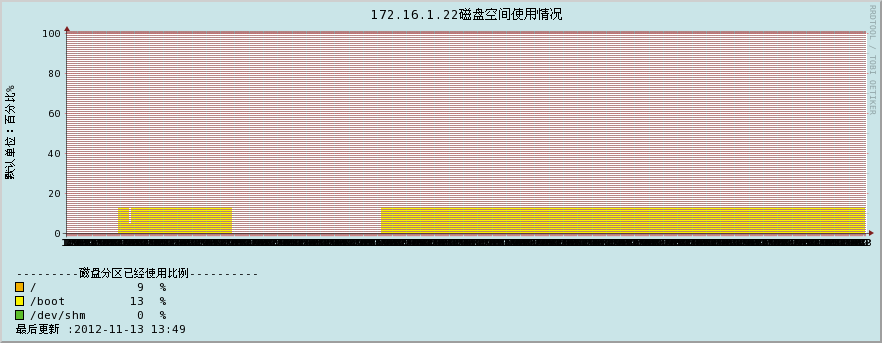 172.16.1.22磁盘空间使用情况
RRDTOOL / TOBI OETIKER
默认单位：百分比%
100
80
60
40
20
0
---------磁盘分区已经使用比例----------
/ 9 %
/boot 13 %
/dev/shm 0 %
最后更新 :2012-11-13 13:49